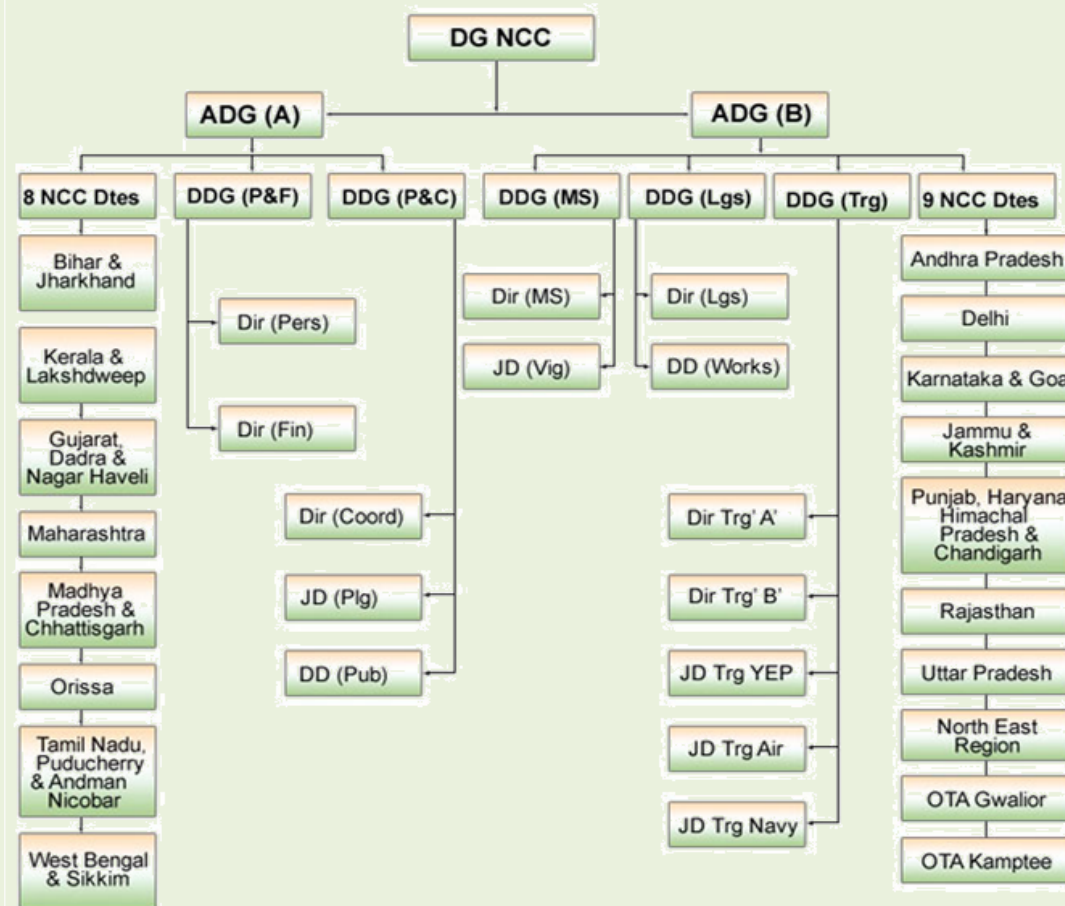 DG NCC
ADG (A)
ADG (B)
8 NCC Dtes
DDG (P&F)
DDG (P&C)
DDG (MS)
DDG (Lgs)
DDG (Trg)
9 NCC Dtes
Bihar &
Jharkhand
Kerala &
Lakshdweep
Gujarat,
Dadra &
Nagar Haveli
Maharashtra
Madhya
Pradesh &
Chhattisgarh
Orissa
Tamil Nadu,
Puducherry
& Andman
Nicobar
West Bengal
& Sikkim
Dir (Pers)
Dir (Fin)
Dir (Coord)
JD (Plg)
DD (Pub)
Dir (MS)
JD (Vig)
Dir (Lgs)
DD (Works)
Dir Trg' A'
Dir Trg' B'
JD Trg YEP
JD Trg Air
JD Trg Navy
Andhra Pradesh
Delhi
Karnataka & Goa
Jammu &
Kashmir
Punjab, Haryana
Himachal
Pradesh &
Chandigarh
Rajasthan
Uttar Pradesh
North East
Region
OTA Gwalior
OTA Kamptee